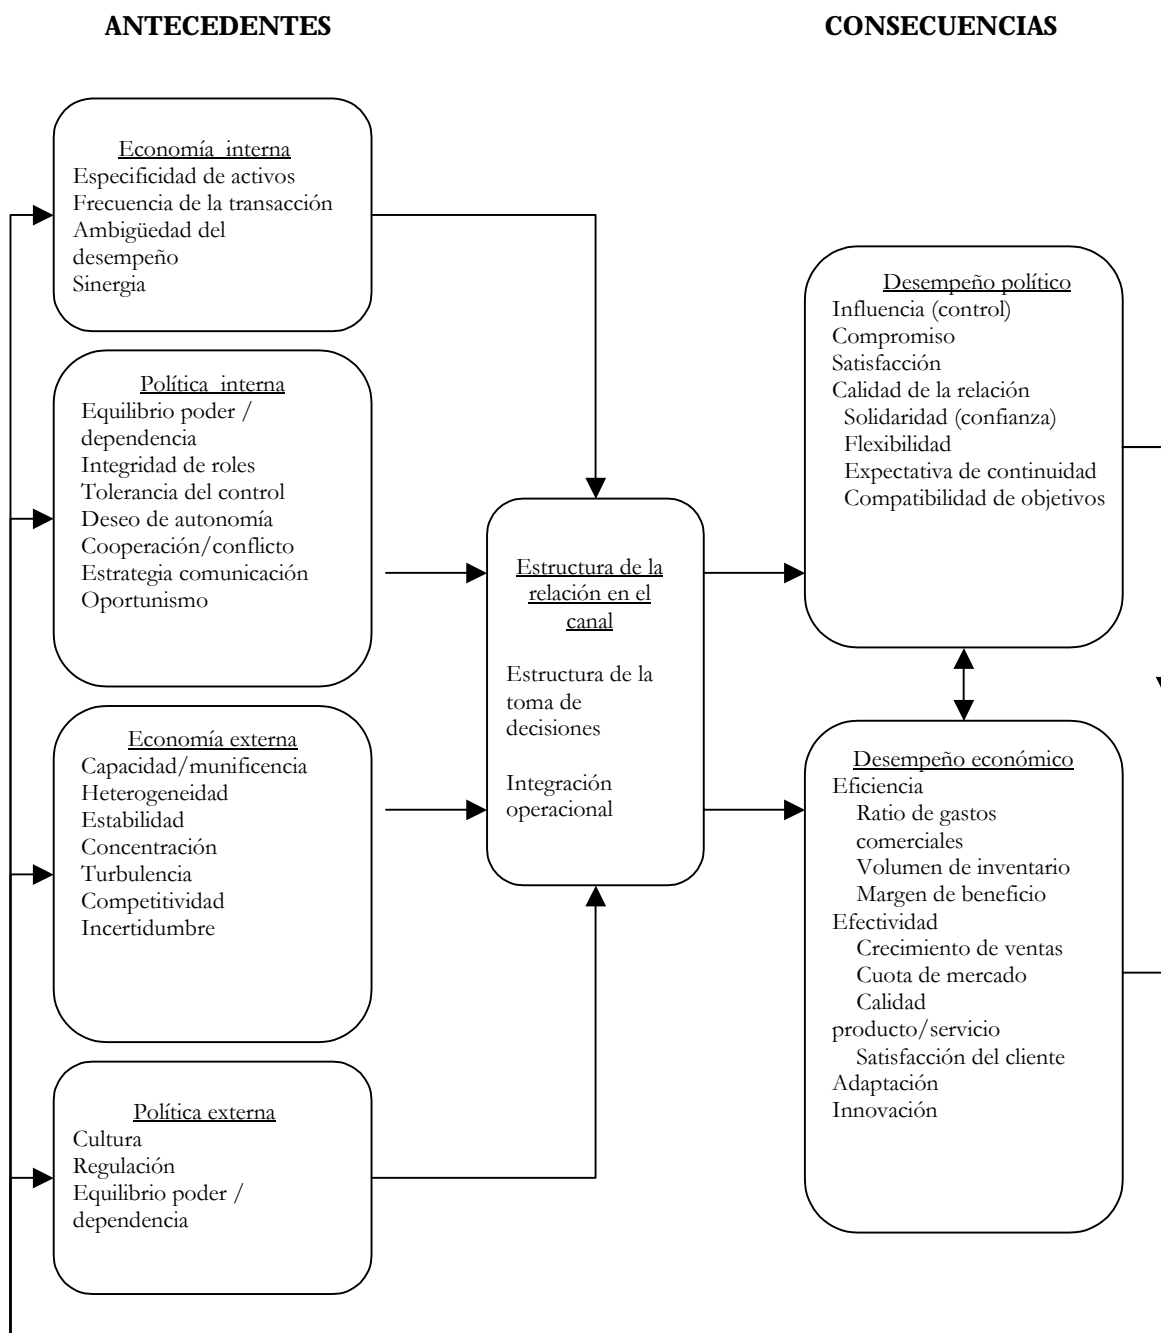 ANTECEDENTES
CONSECUENCIAS
Economía interna
Especificidad de activos
Frecuencia de la transacción
Ambigüedad del
desempeño
Sinergia
Política interna
Equilibrio poder /
dependencia
Integridad de roles
Tolerancia del control
Deseo de autonomía
Cooperación/conflicto
Estrategia comunicación
Oportunismo
Economía externa
Capacidad/munificencia
Heterogeneidad
Estabilidad
Concentración
Turbulencia
Competitividad
Incertidumbre
Política externa
Cultura
Regulación
Equilibrio poder /
dependencia
Estructura de la
relación en el
canal
Estructura de la
toma de
decisiones
Integración
operacional
Desempeño político
Influencia (control)
Compromiso
Satisfacción
Calidad de la relación
Solidaridad (confianza)
Flexibilidad
Expectativa de continuidad
Compatibilidad de objetivos
Desempeño económico
Eficiencia
Ratio de gastos
comerciales
Volumen de inventario
Margen de beneficio
Efectividad
Crecimiento de ventas
Cuota de mercado
Calidad
producto/servicio
Satisfacción del cliente
Adaptación
Innovación